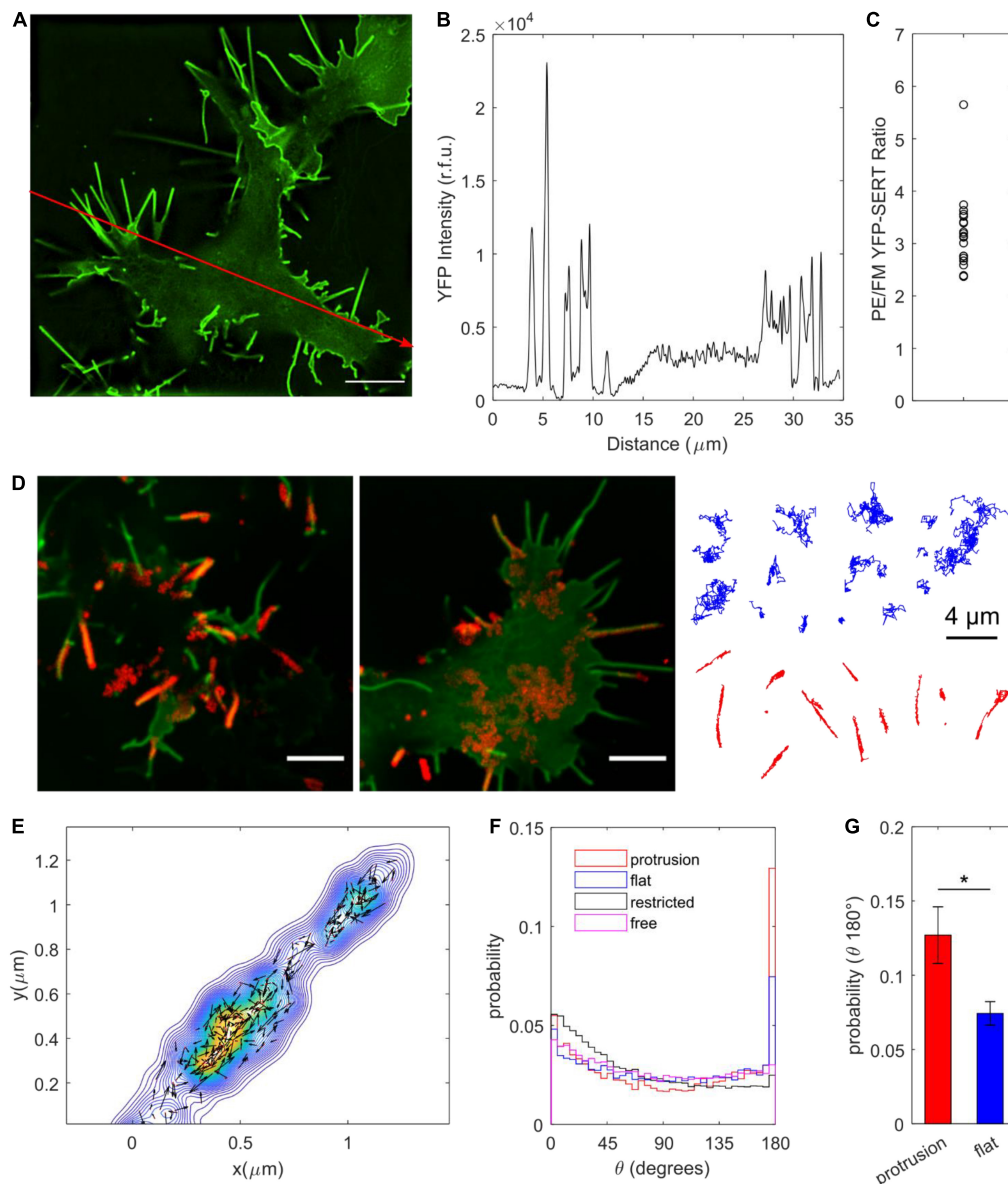 A
B
×10⁴
2.5
2
1.5
1
0.5
0
YFP Intensity (r.f.u.)
0 5 10 15 20 25 30 35
Distance (μm)
C
7
6
5
4
3
2
1
0
PE/FM YFP-SERT Ratio
D
4 μm
E
1.2
1
0.8
0.6
0.4
0.2
y(μm)
0 0.5 1
x(μm)
F
0.15
0.1
0.05
0
probability
protrusion
flat
restricted
free
0 45 90 135 180
θ (degrees)
G
0.2
0.15
0.1
0.05
0
probability (θ 180°)
*
protrusion
flat